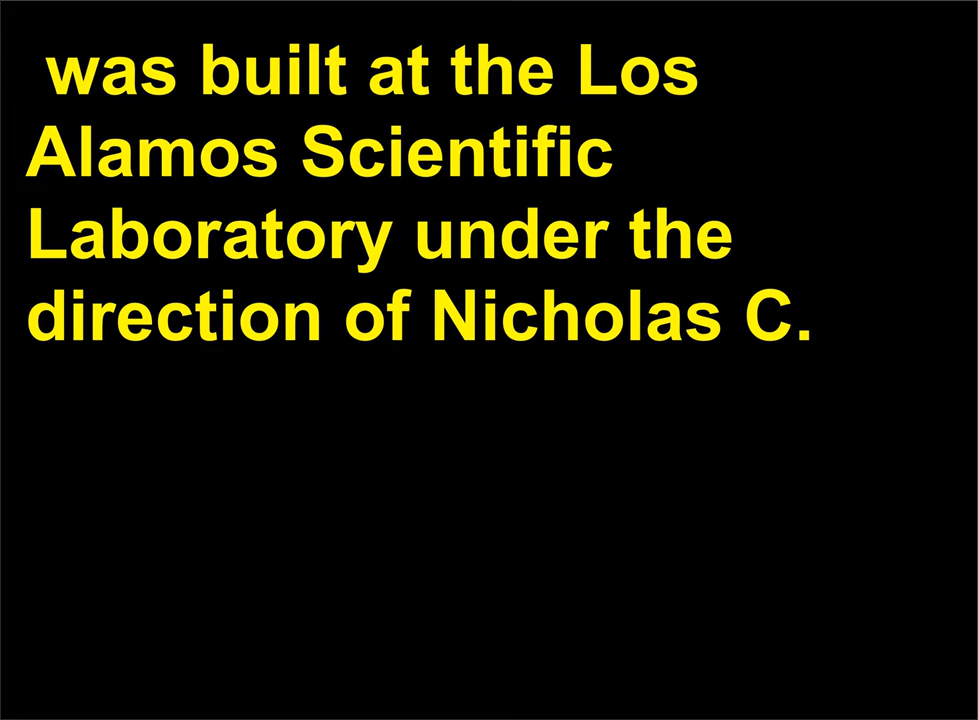 was built at the Los
Alamos Scientific
Laboratory under the
direction of Nicholas C.